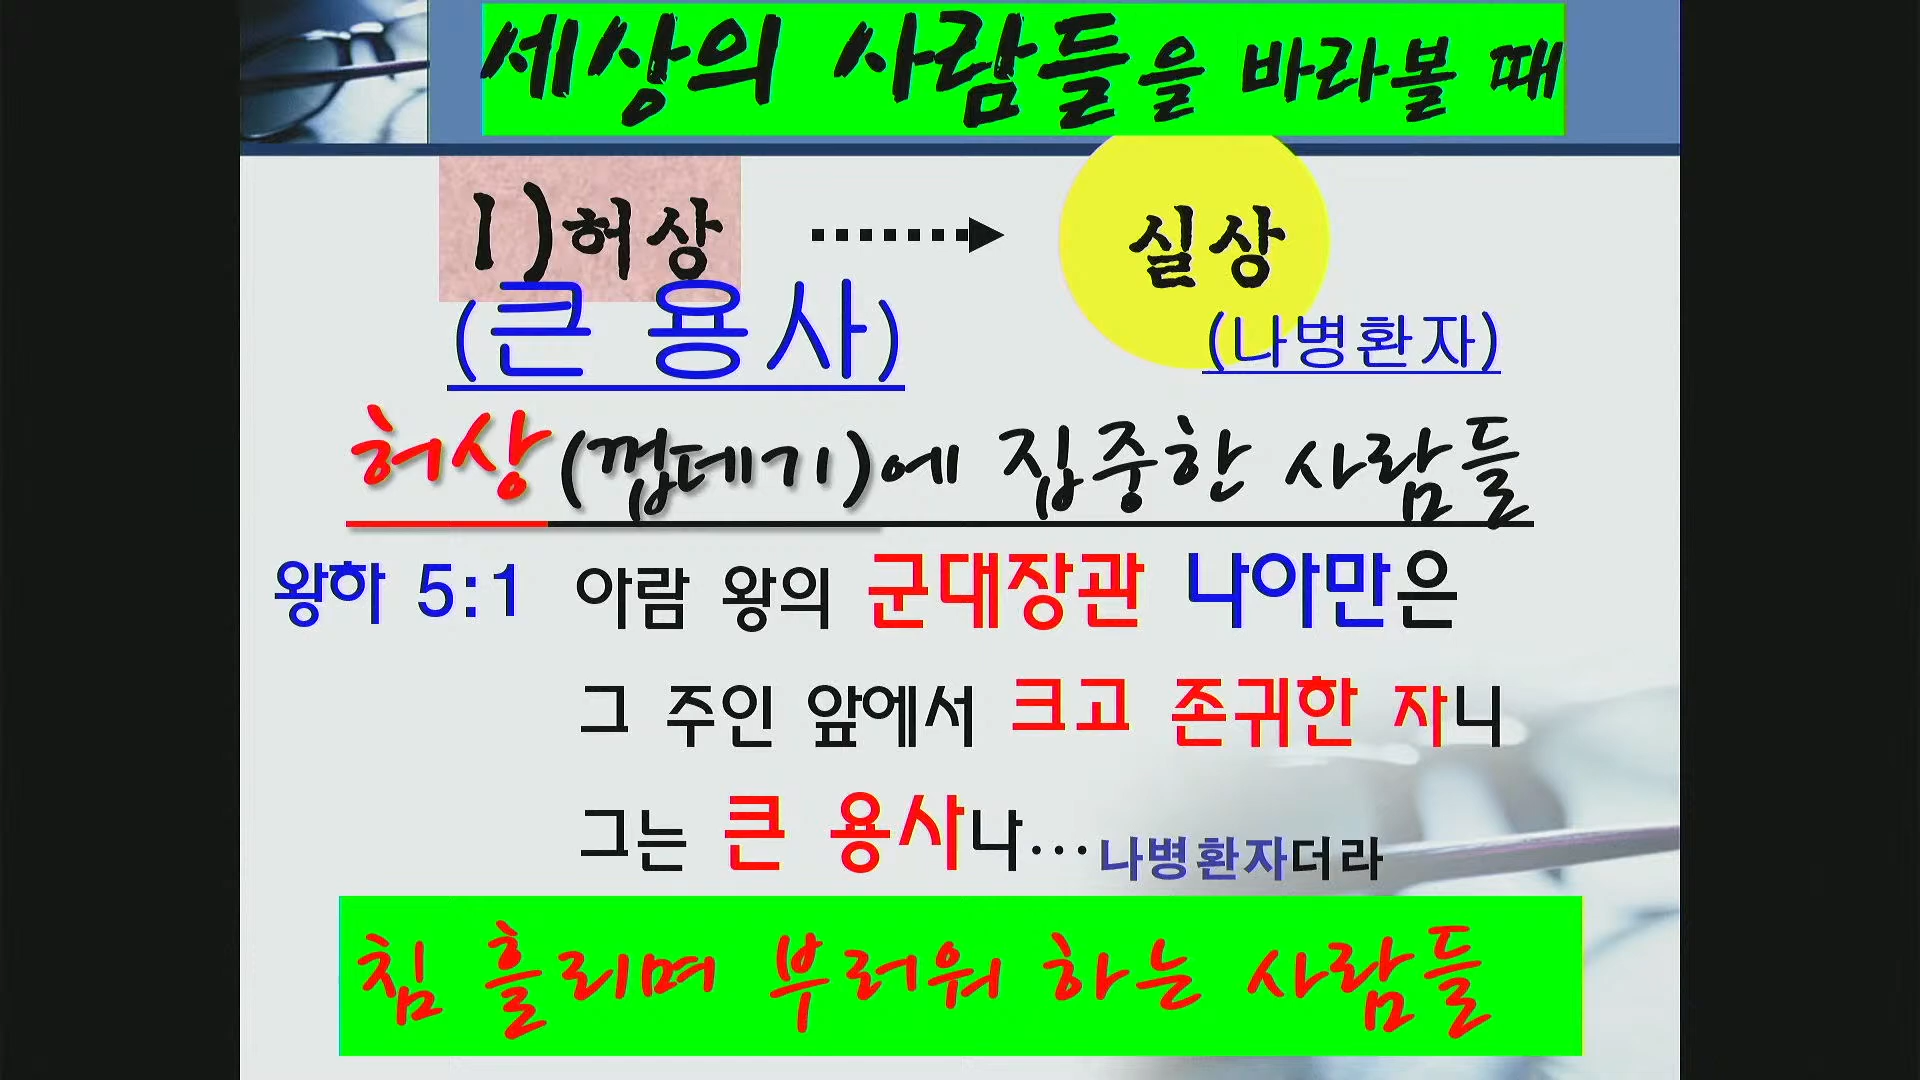 세상의 사람들을 바라볼 때
1)허상 실상
(큰 용사) (나병환자)
허상(껍데기)에 집중한 사람들
왕하 5:1 아람 왕의 군대장관 나아만은
그 주인 앞에서 크고 존귀한 자니
그는 큰 용사나…나병환자더라
침 흘리며 부러워 하는 사람들